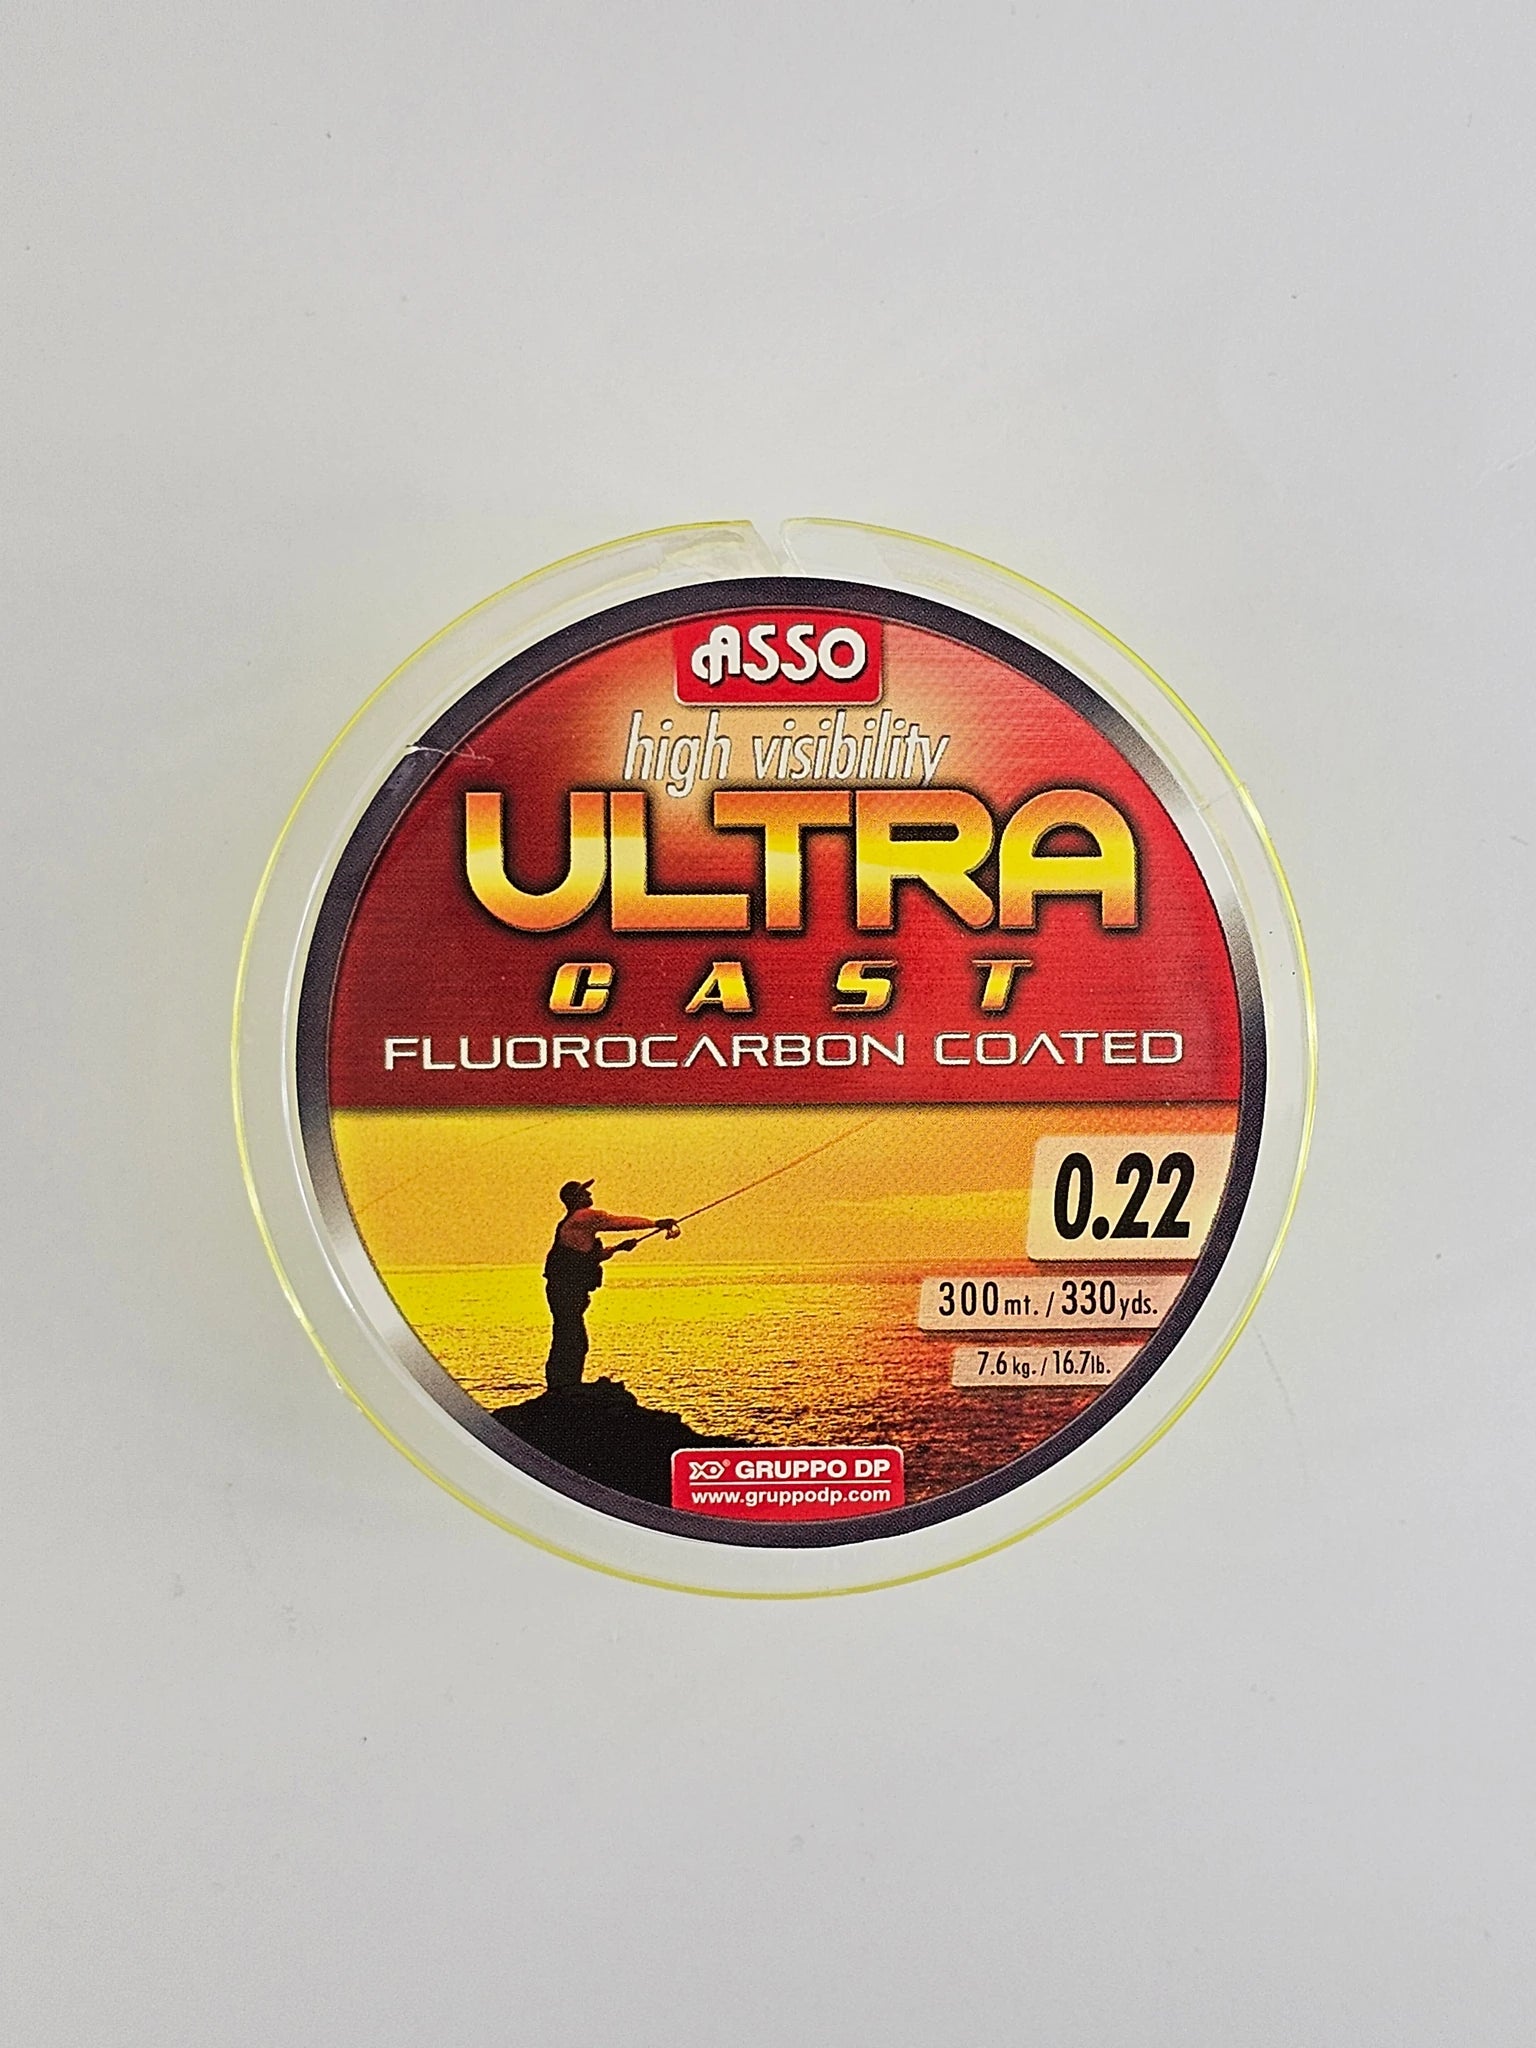 ASSO
high visibility
ULTRA
CAST
FLUOROCARBON COATED
0.22
300 mt. / 330 yds.
7.6 kg. / 16.7 lb.
® GRUPPO DP
www.gruppodp.com